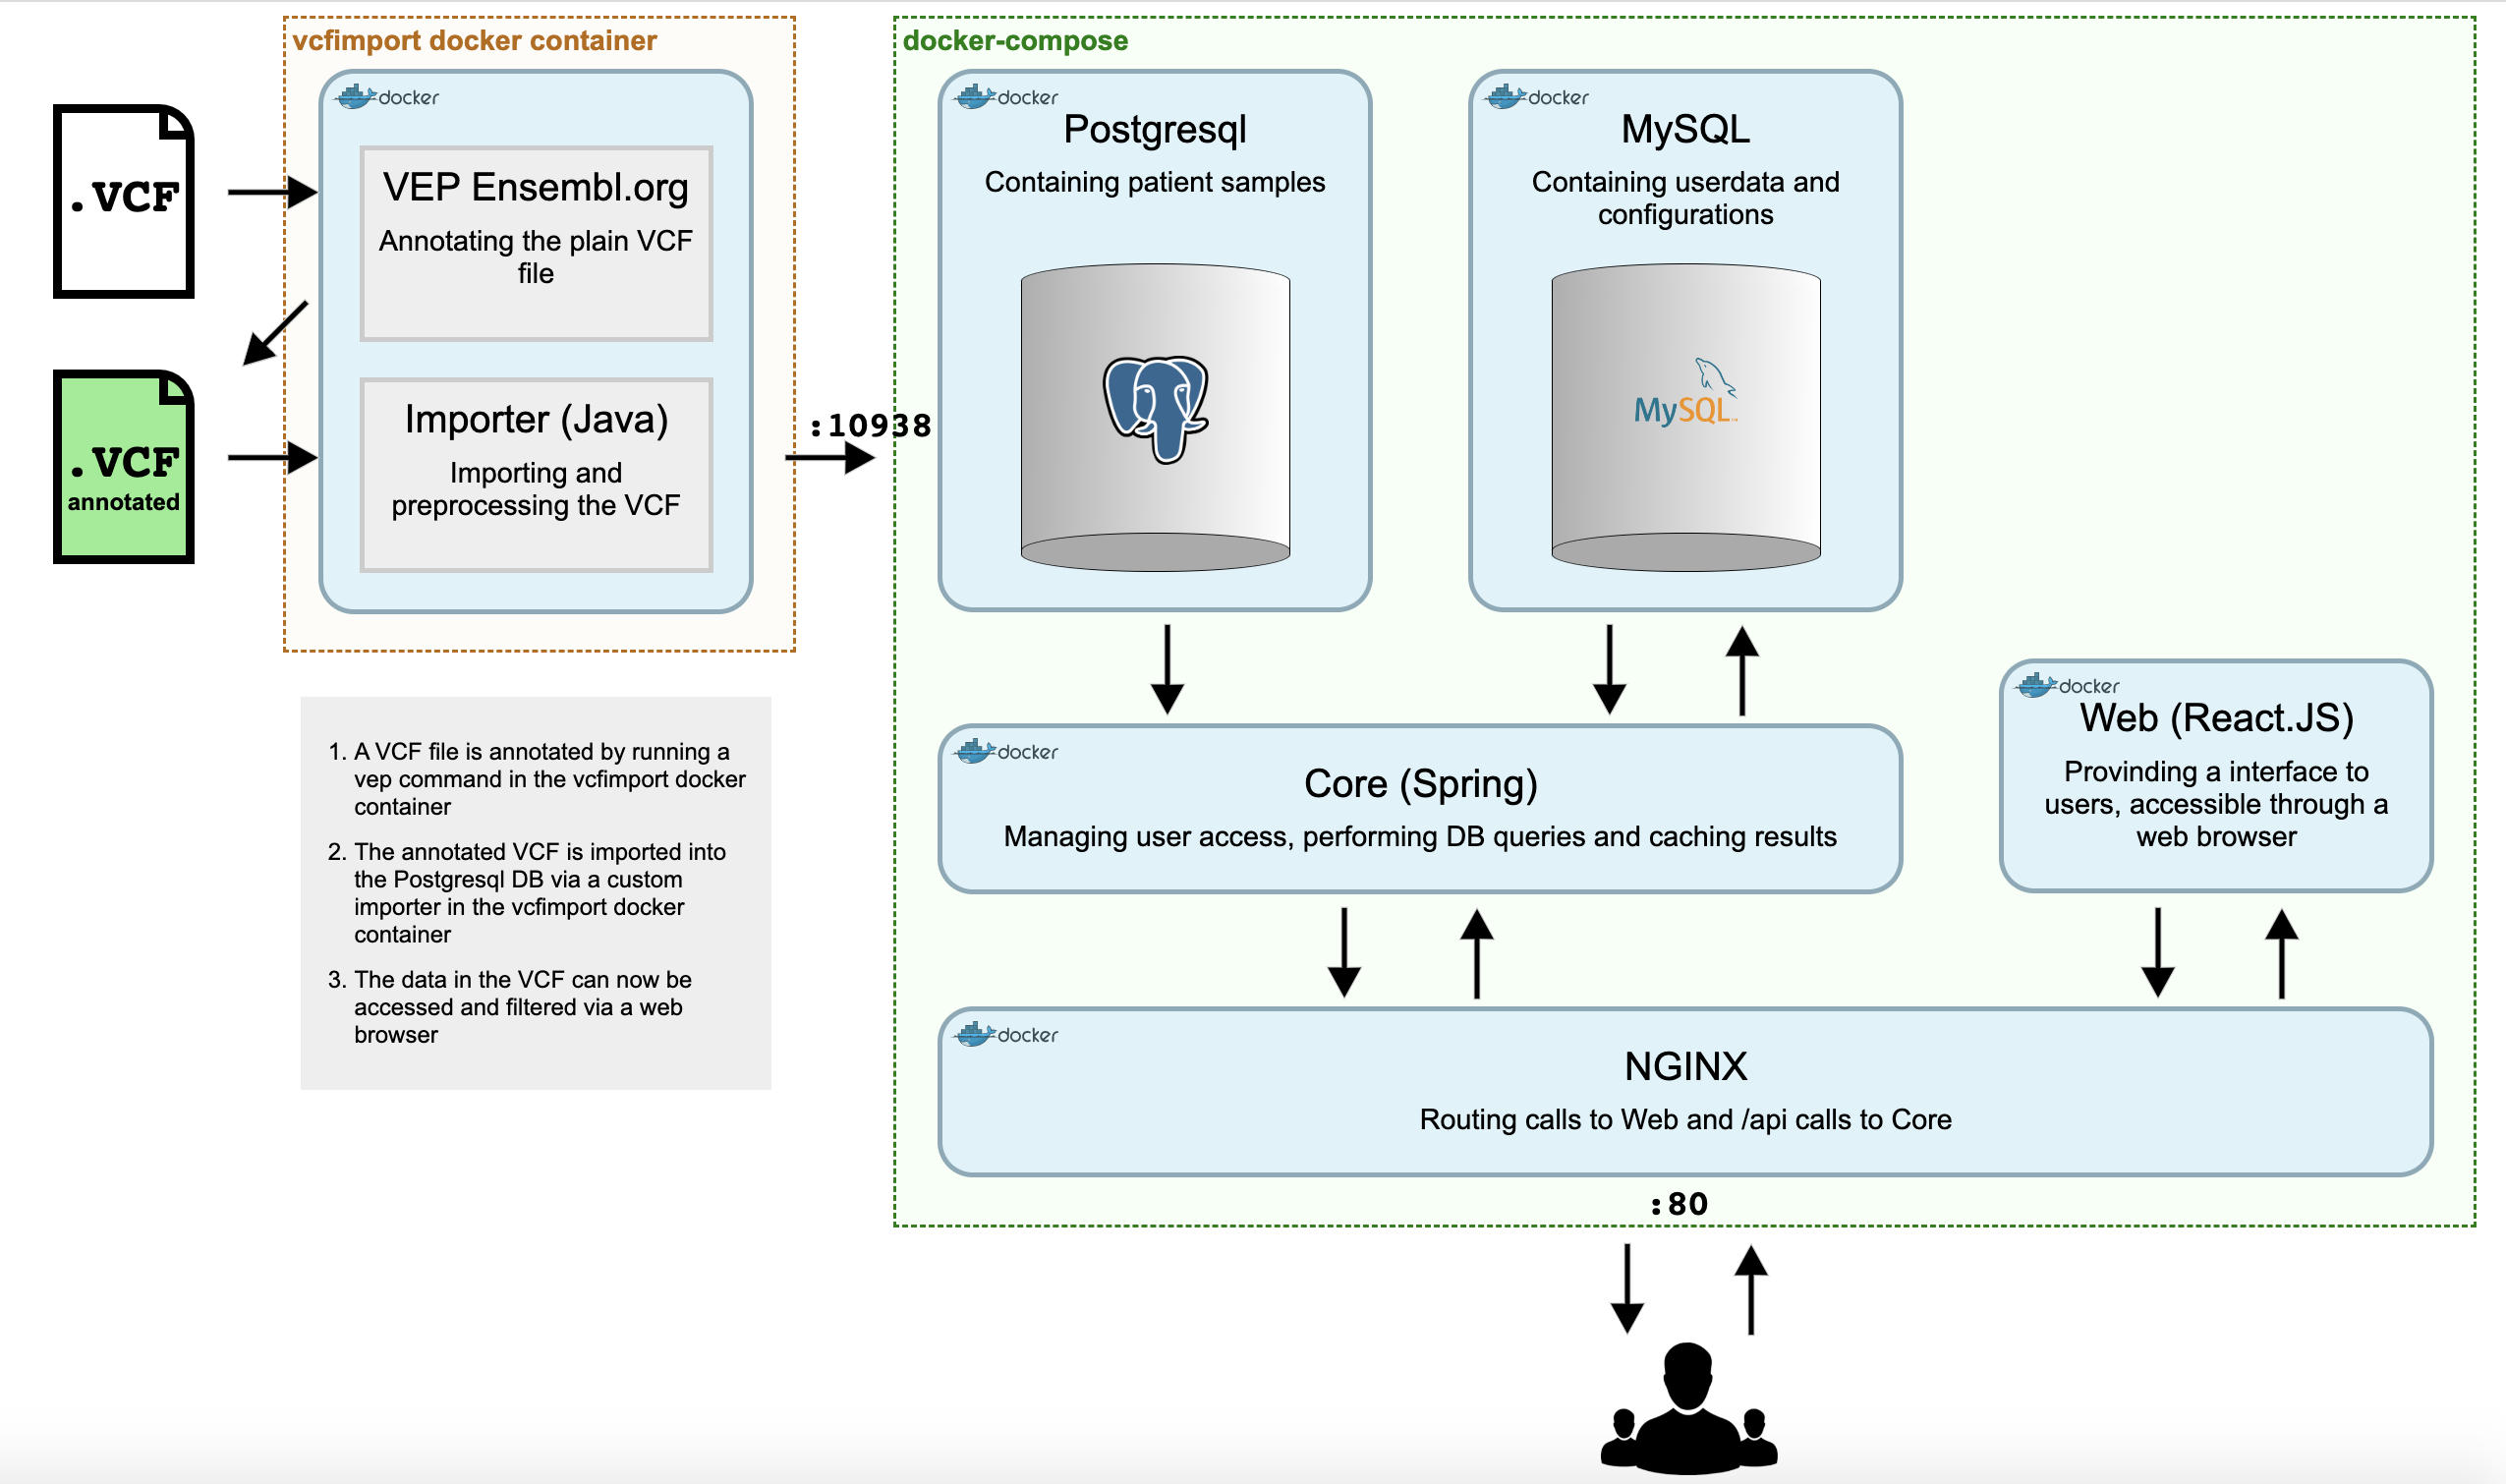 vcfimport docker container
docker
.VCF
VEP Ensembl.org
Annotating the plain VCF
file
.VCF
annotated
Importer (Java)
Importing and
preprocessing the VCF
:10938
1. A VCF file is annotated by running a
vep command in the vcfimport docker
container
2. The annotated VCF is imported into
the Postgresql DB via a custom
importer in the vcfimport docker
container
3. The data in the VCF can now be
accessed and filtered via a web
browser
docker-compose
docker
Postgresql
Containing patient samples
docker
MySQL
Containing userdata and
configurations
MySQL
docker
Core (Spring)
Managing user access, performing DB queries and caching results
docker
Web (React.JS)
Provinding a interface to
users, accessible through a
web browser
docker
NGINX
Routing calls to Web and /api calls to Core
:80